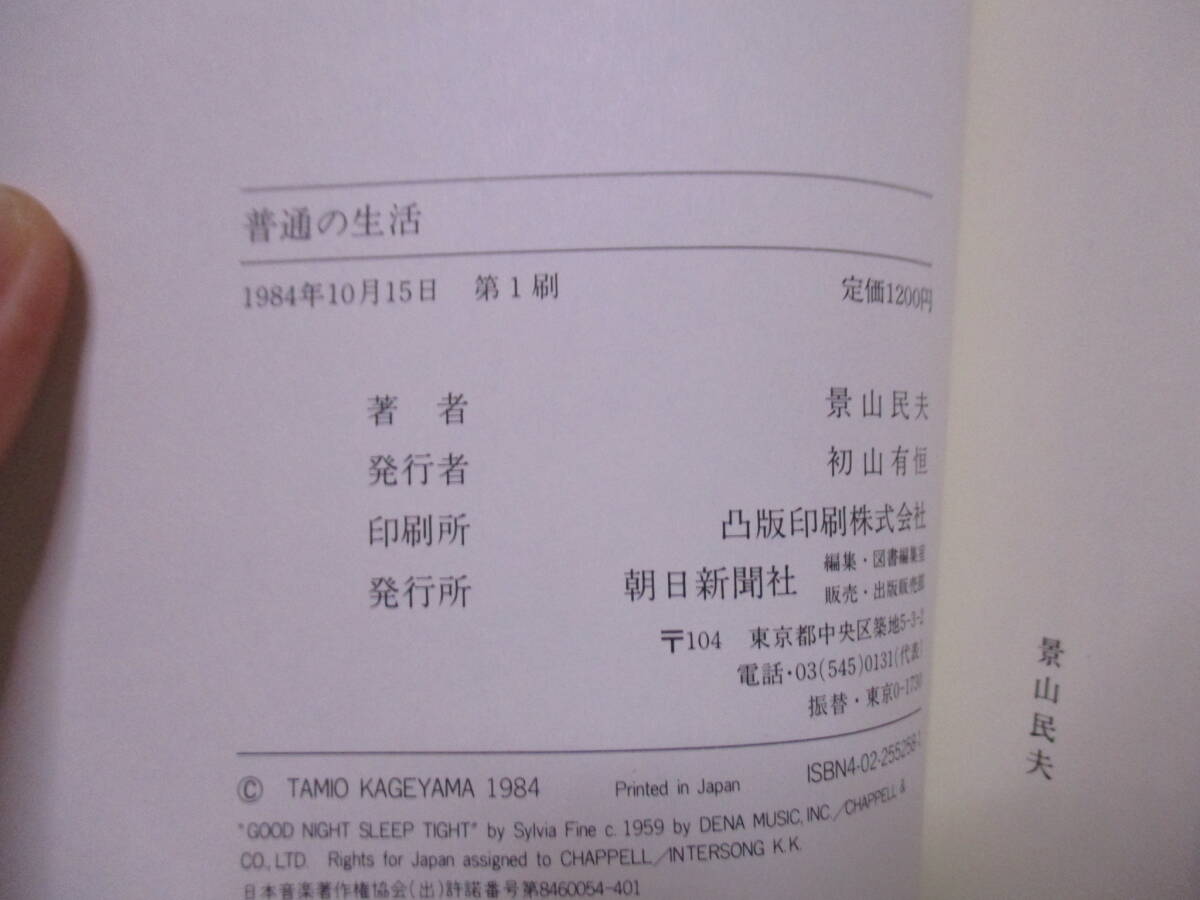 普通の生活
1984年10月15日 第1刷 定価1200円
著者 景山民夫
発行者 初山有恒
印刷所 凸版印刷株式会社
発行所 朝日新聞社 編集・図書編集室
販売・出版販売部
〒104 東京都中央区築地5-3-2
電話・03(545)0131(代表)
振替・東京0-1730
© TAMIO KAGEYAMA 1984 Printed in Japan ISBN4-02-255258-1
"GOOD NIGHT SLEEP TIGHT" by Sylvia Fine c. 1959 by DENA MUSIC, INC./CHAPPELL &
CO., LTD. Rights for Japan assigned to CHAPPELL/INTERSONG K.K.
日本音楽著作権協会(出)許諾番号第8460054-401
景山民夫